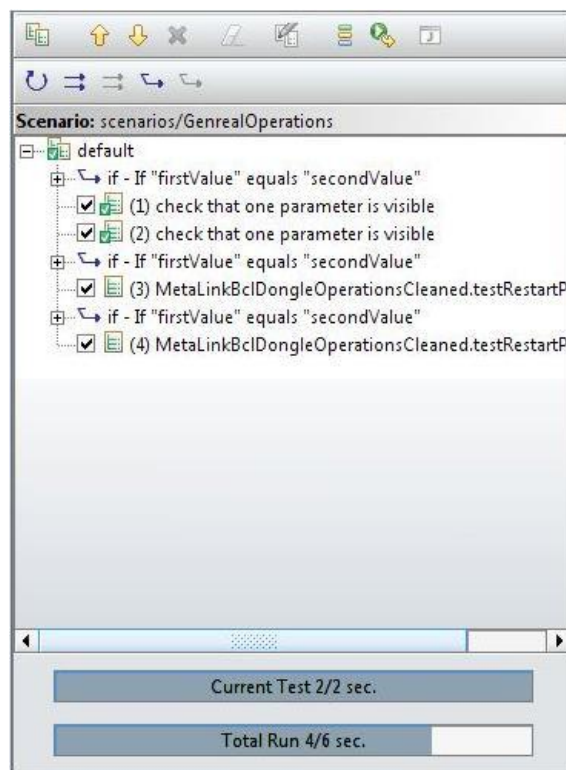 Scenario: scenarios/GenrealOperations
default
if - If "firstValue" equals "secondValue"
(1) check that one parameter is visible
(2) check that one parameter is visible
if - If "firstValue" equals "secondValue"
(3) MetaLinkBclDongleOperationsCleaned.testRestartP
if - If "firstValue" equals "secondValue"
(4) MetaLinkBclDongleOperationsCleaned.testRestartP
Current Test 2/2 sec.
Total Run 4/6 sec.